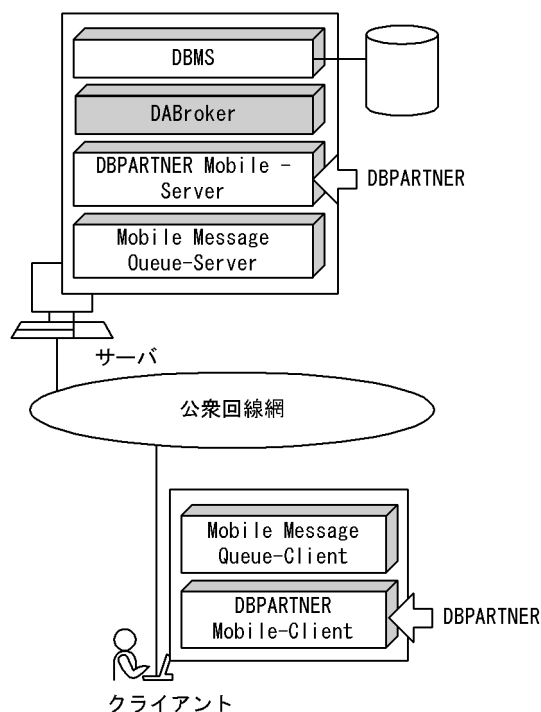 DBMS
DABroker
DBPARTNER Mobile -
Server
DBPARTNER
Mobile Message
Oueue-Server
サーバ
公衆回線網
Mobile Message
Queue-Client
DBPARTNER
Mobile-Client
DBPARTNER
クライアント